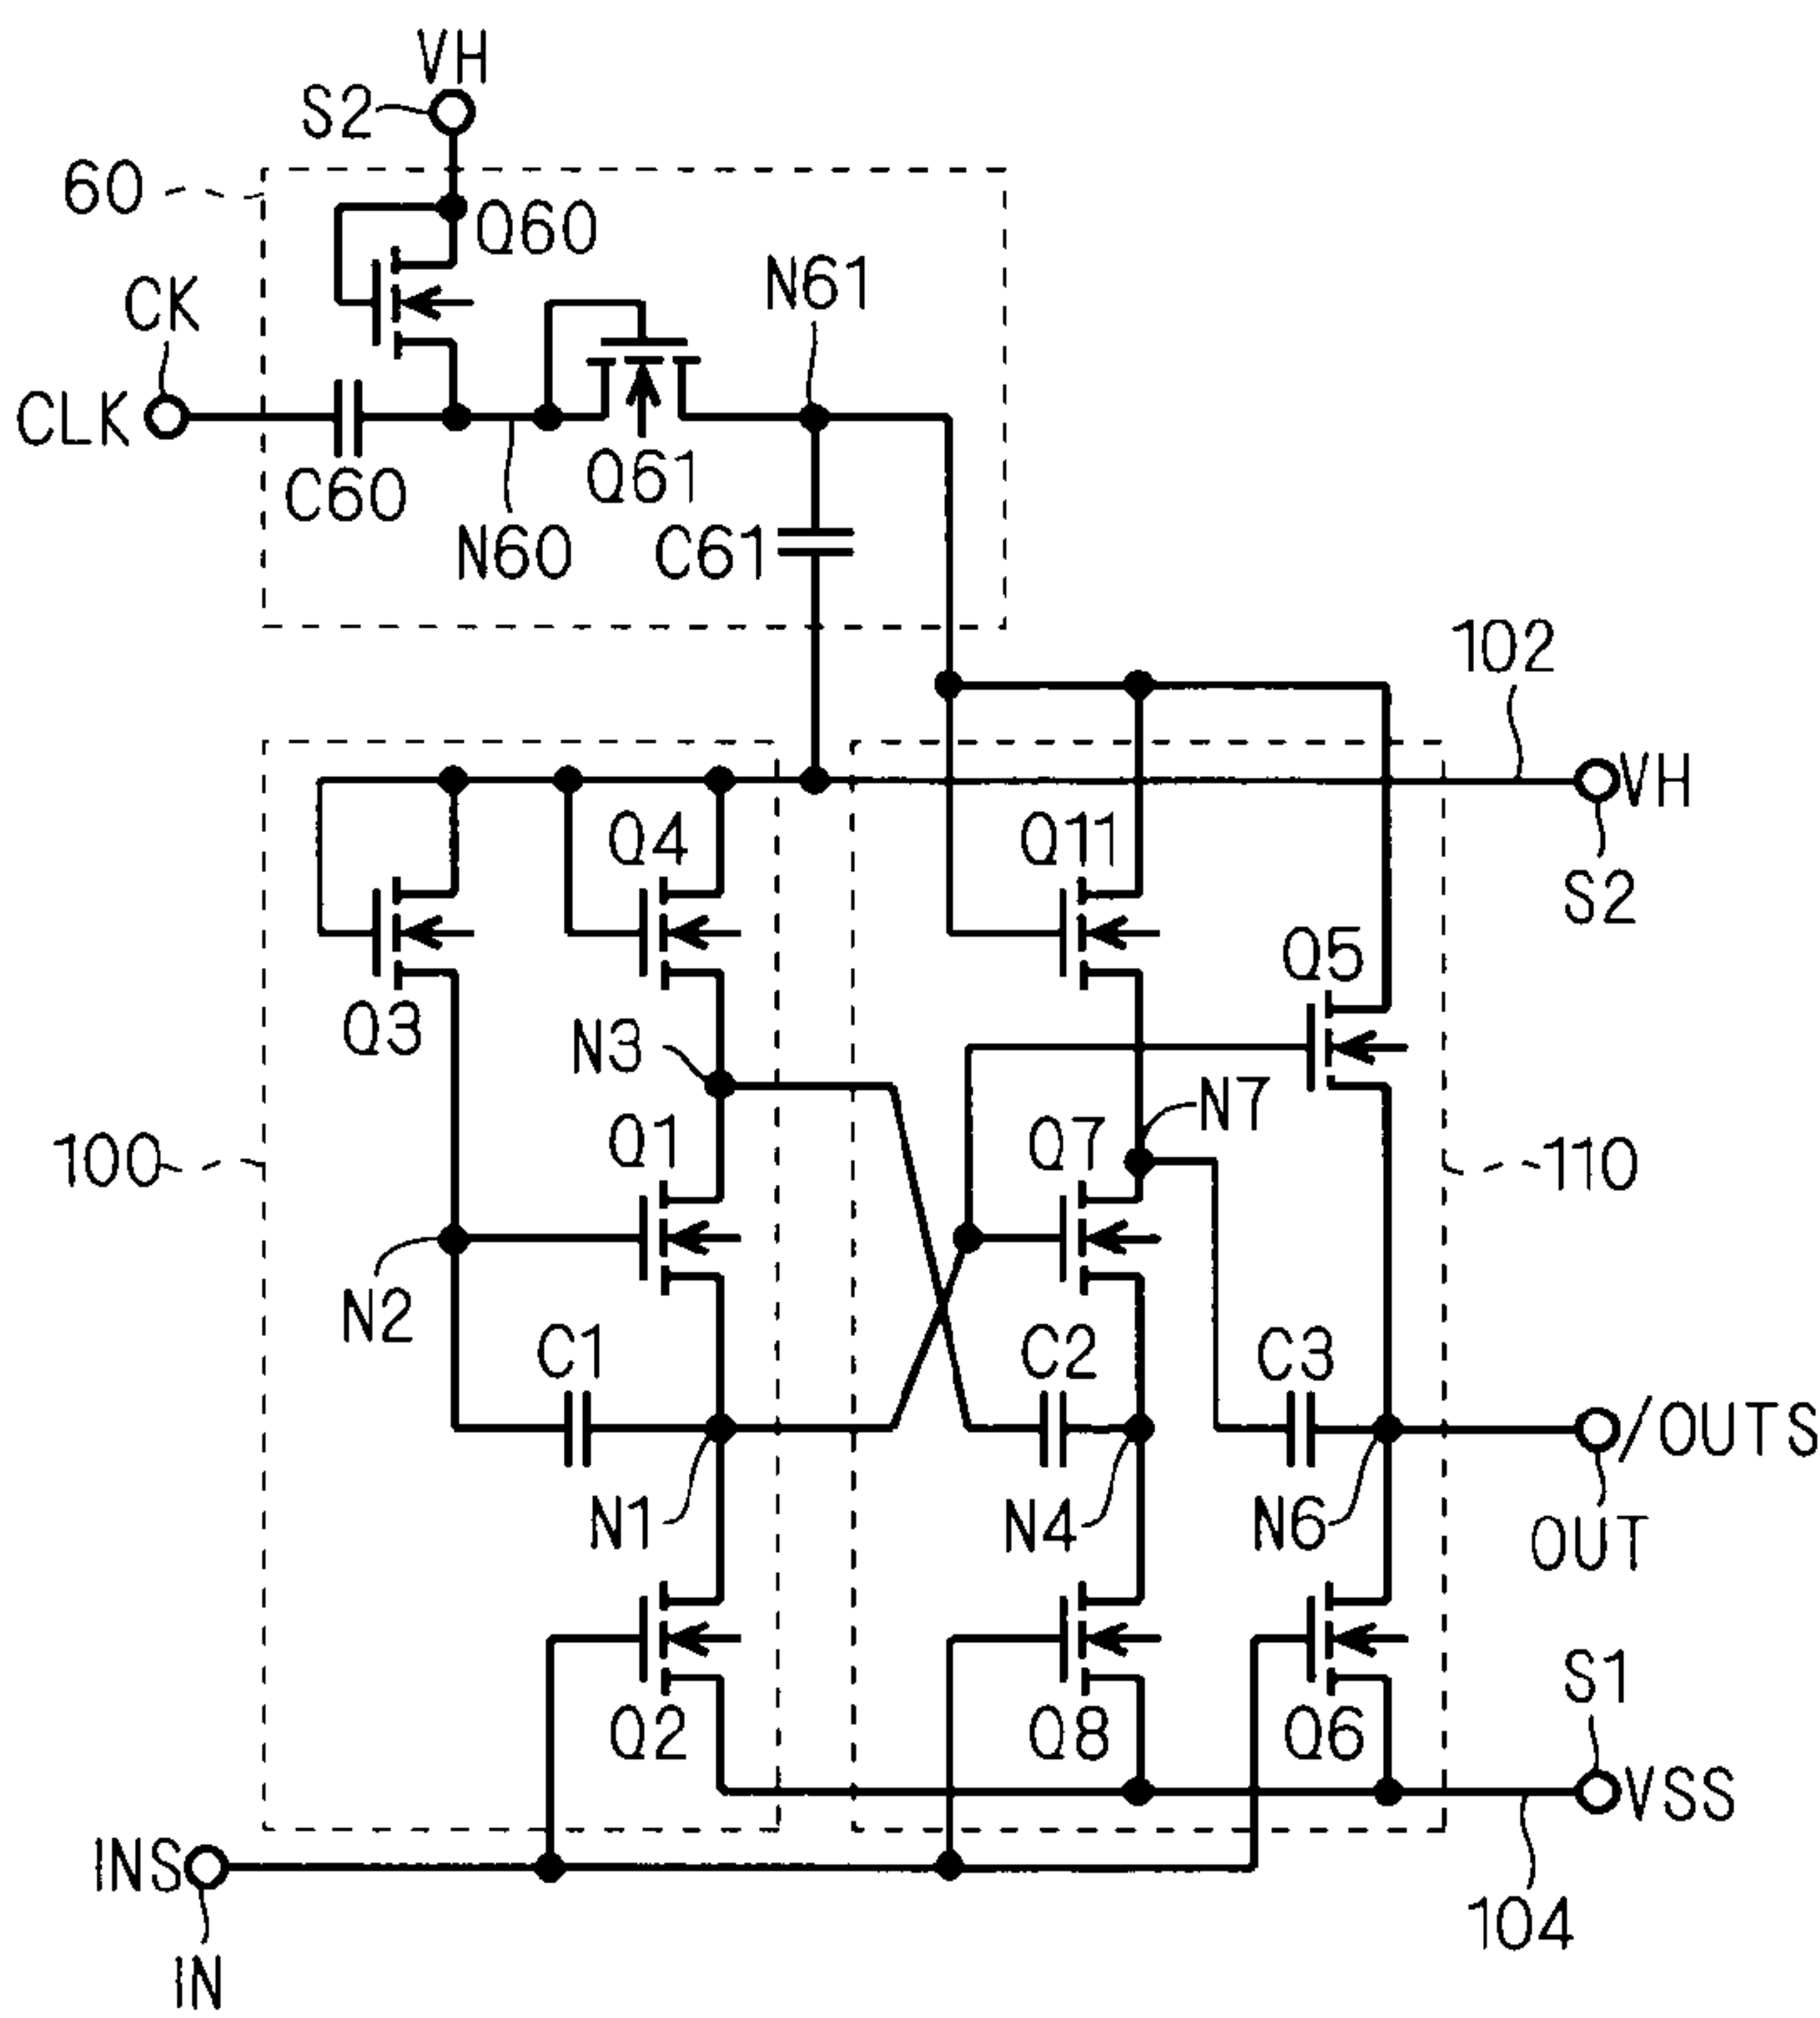 VH
S2
60
Q60
N61
CK
CLK
C60
Q61
N60
C61
102
Q4
Q11
VH
S2
Q5
Q3
N3
N7
Q1
Q7
100
110
N2
C1
C2
C3
/OUTS
N1
N4
N6
OUT
S1
Q2
Q8
Q6
VSS
INS
104
IN